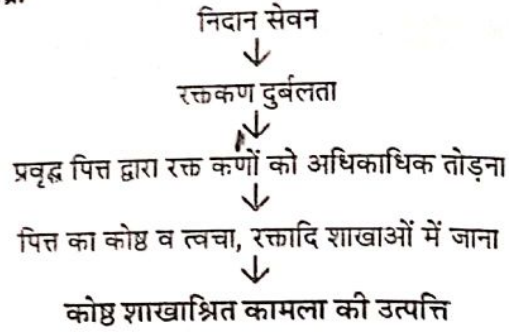 निदान सेवन
↓
रक्तकण दुर्बलता
↓
प्रवृद्ध पित्त द्वारा रक्त कणों को अधिकाधिक तोड़ना
↓
पित्त का कोष्ठ व त्वचा, रक्तादि शाखाओं में जाना
↓
कोष्ठ शाखाश्रित कामला की उत्पत्ति